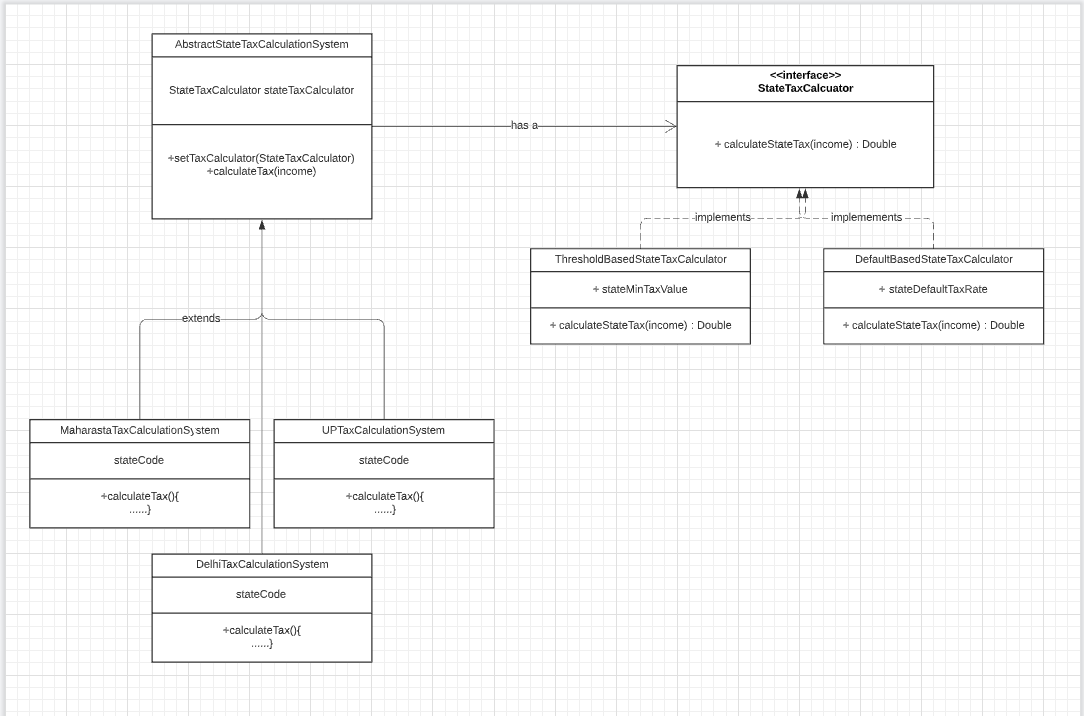 AbstractStateTaxCalculationSystem
StateTaxCalculator stateTaxCalculator
+setTaxCalculator(StateTaxCalculator)
+calculateTax(income)
has a
<<interface>>
StateTaxCalcuator
+ calculateStateTax(income) : Double
implements
implemements
ThresholdBasedStateTaxCalculator
+ stateMinTaxValue
+ calculateStateTax(income) : Double
DefaultBasedStateTaxCalculator
+ stateDefaultTaxRate
+ calculateStateTax(income) : Double
extends
MaharastaTaxCalculationSystem
stateCode
+calculateTax(){
......}
UPTaxCalculationSystem
stateCode
+calculateTax(){
......}
DelhiTaxCalculationSystem
stateCode
+calculateTax(){
......}